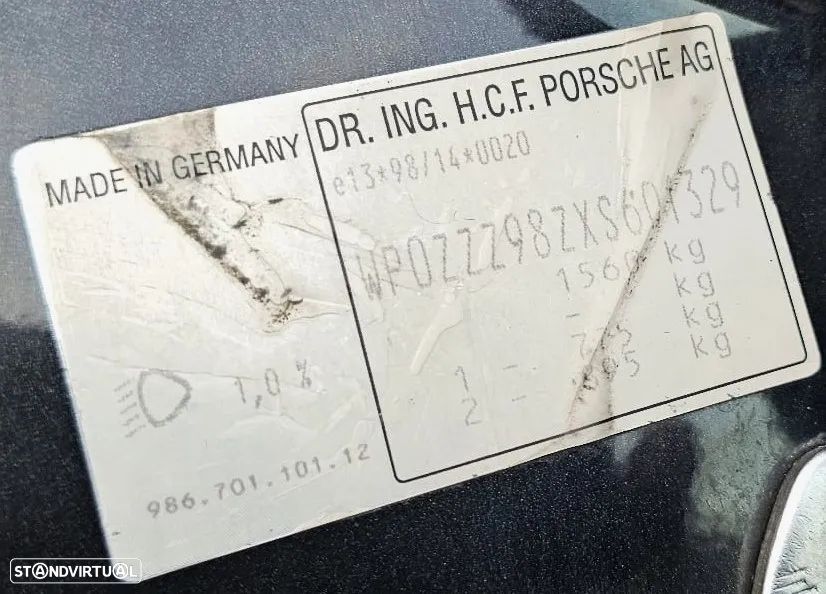 MADE IN GERMANY
DR. ING. H.C.F. PORSCHE AG
e13*98/14*0020
WP0ZZZ98ZXS601329
1560 kg
- kg
1 - kg
2 - kg
1,0 %
986.701.101.12
STANDVIRTUAL